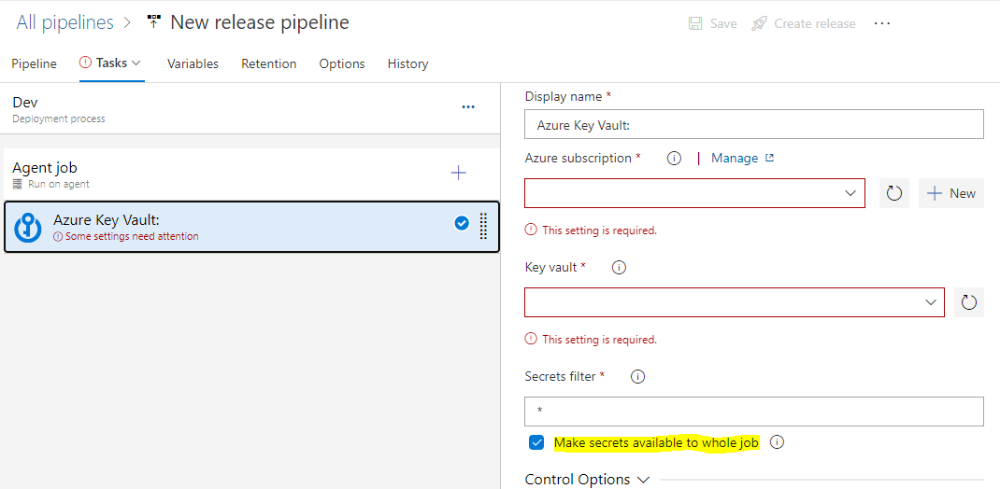 All pipelines > New release pipeline
Save Create release ...
Pipeline Tasks Variables Retention Options History
Dev
Deployment process
Agent job
Run on agent
Azure Key Vault:
Some settings need attention
Display name *
Azure Key Vault:
Azure subscription * | Manage
New
This setting is required.
Key vault *
This setting is required.
Secrets filter *
*
Make secrets available to whole job
Control Options